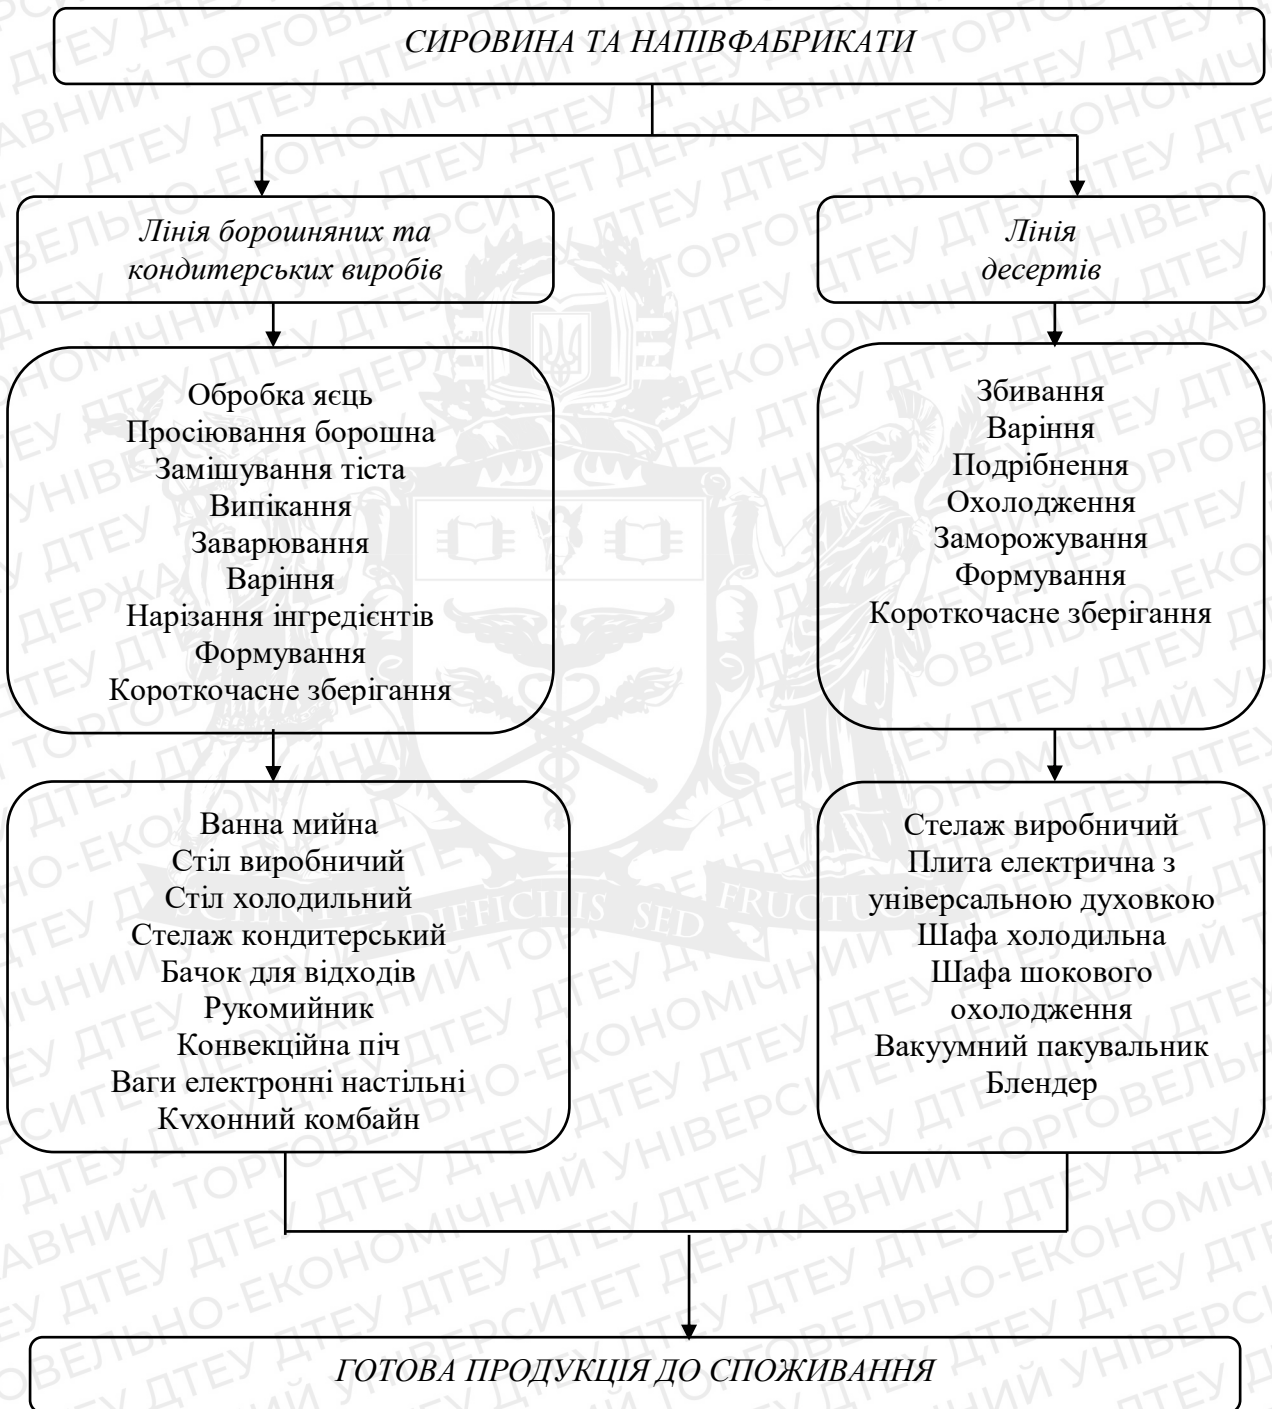 СИРОВИНА ТА НАПІВФАБРИКАТИ
Лінія борошняних та
кондитерських виробів
Лінія
десертів
Обробка яєць
Просіювання борошна
Замішування тіста
Випікання
Заварювання
Варіння
Нарізання інгредієнтів
Формування
Короткочасне зберігання
Збивання
Варіння
Подрібнення
Охолодження
Заморожування
Формування
Короткочасне зберігання
Ванна мийна
Стіл виробничий
Стіл холодильний
Стелаж кондитерський
Бачок для відходів
Рукомийник
Конвекційна піч
Ваги електронні настільні
Кухонний комбайн
Стелаж виробничий
Плита електрична з
універсальною духовкою
Шафа холодильна
Шафа шокового
охолодження
Вакуумний пакувальник
Блендер
ГОТОВА ПРОДУКЦІЯ ДО СПОЖИВАННЯ